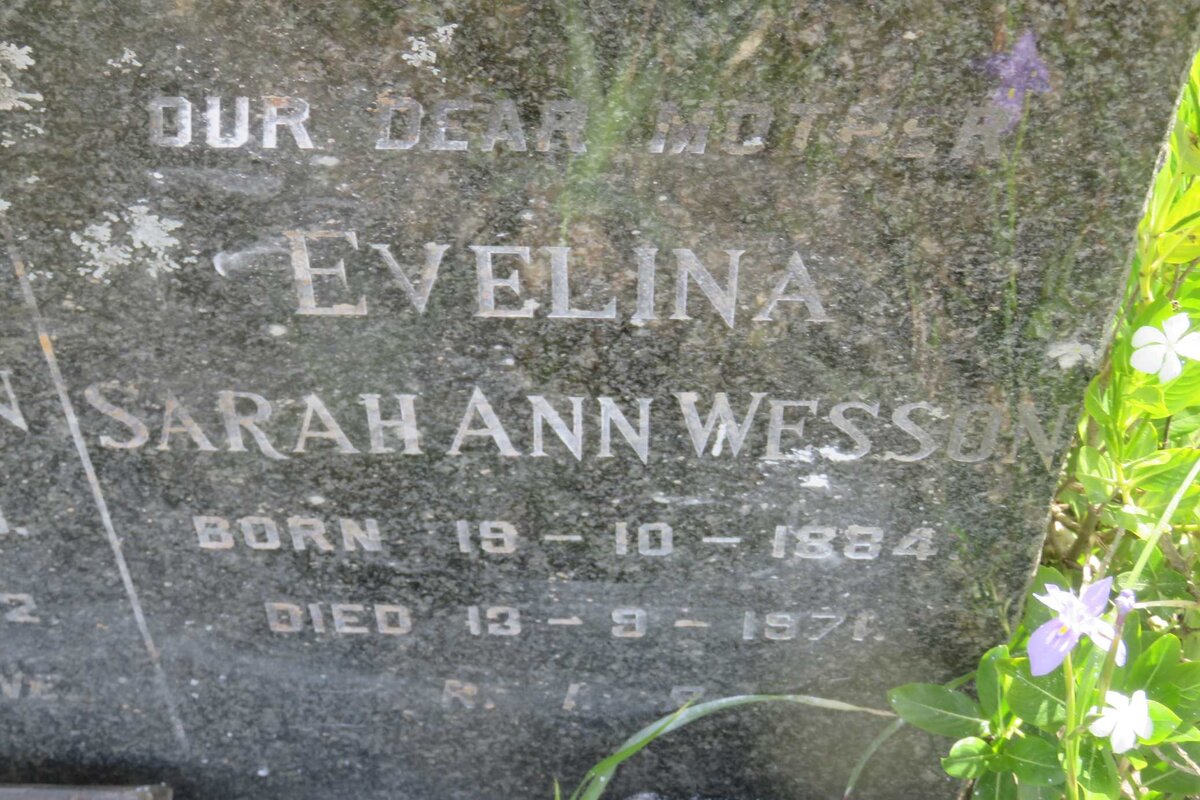 OUR DEAR MOTHER
EVELINA
SARAH ANN WESSON
BORN 19 - 10 - 1884
DIED 13 - 9 - 1971.
R. I. P.